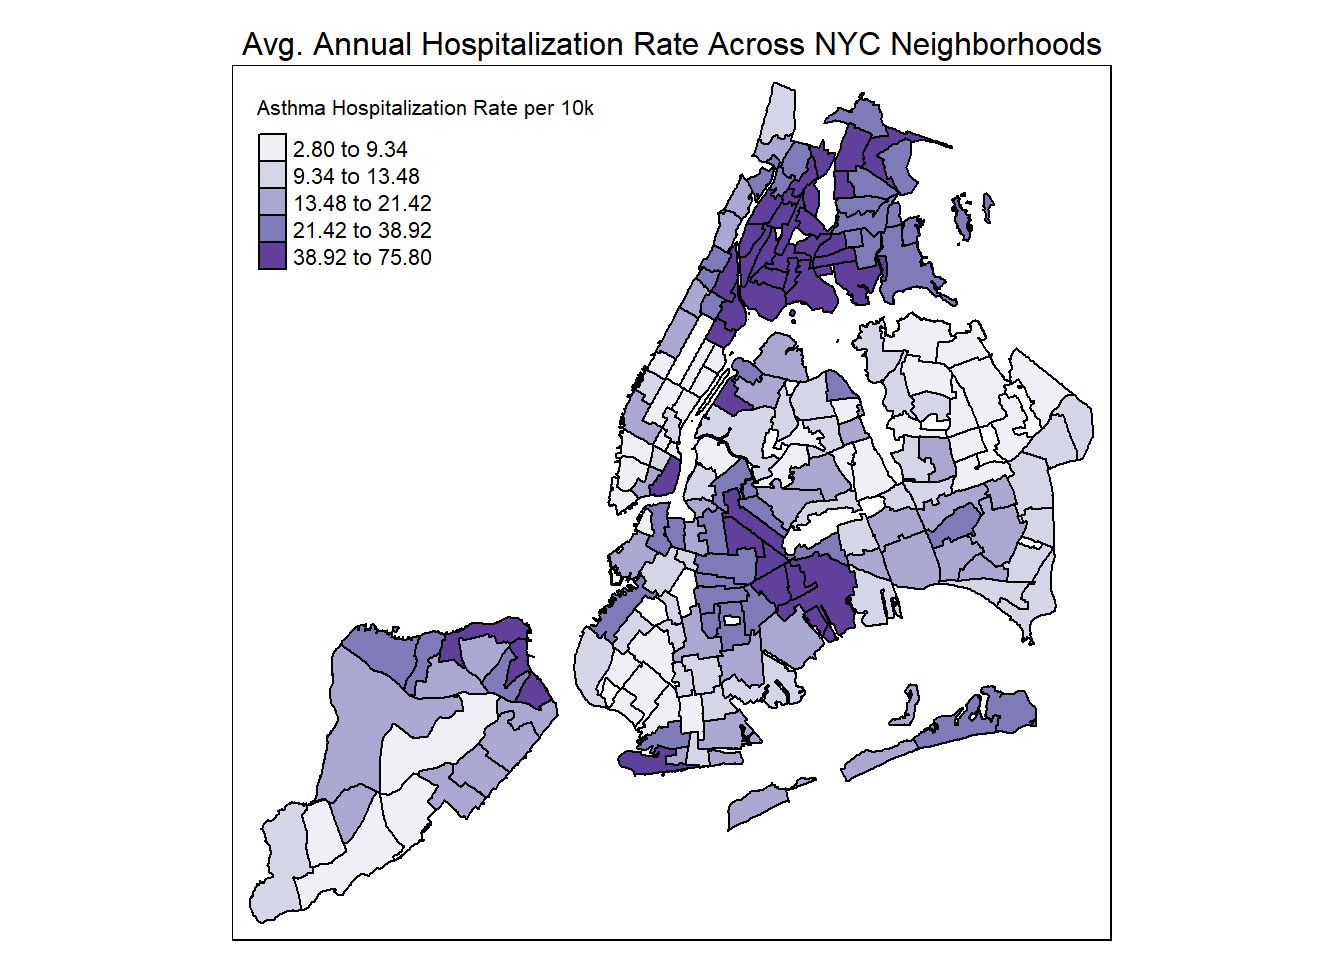 Avg. Annual Hospitalization Rate Across NYC Neighborhoods
Asthma Hospitalization Rate per 10k
2.80 to 9.34
9.34 to 13.48
13.48 to 21.42
21.42 to 38.92
38.92 to 75.80